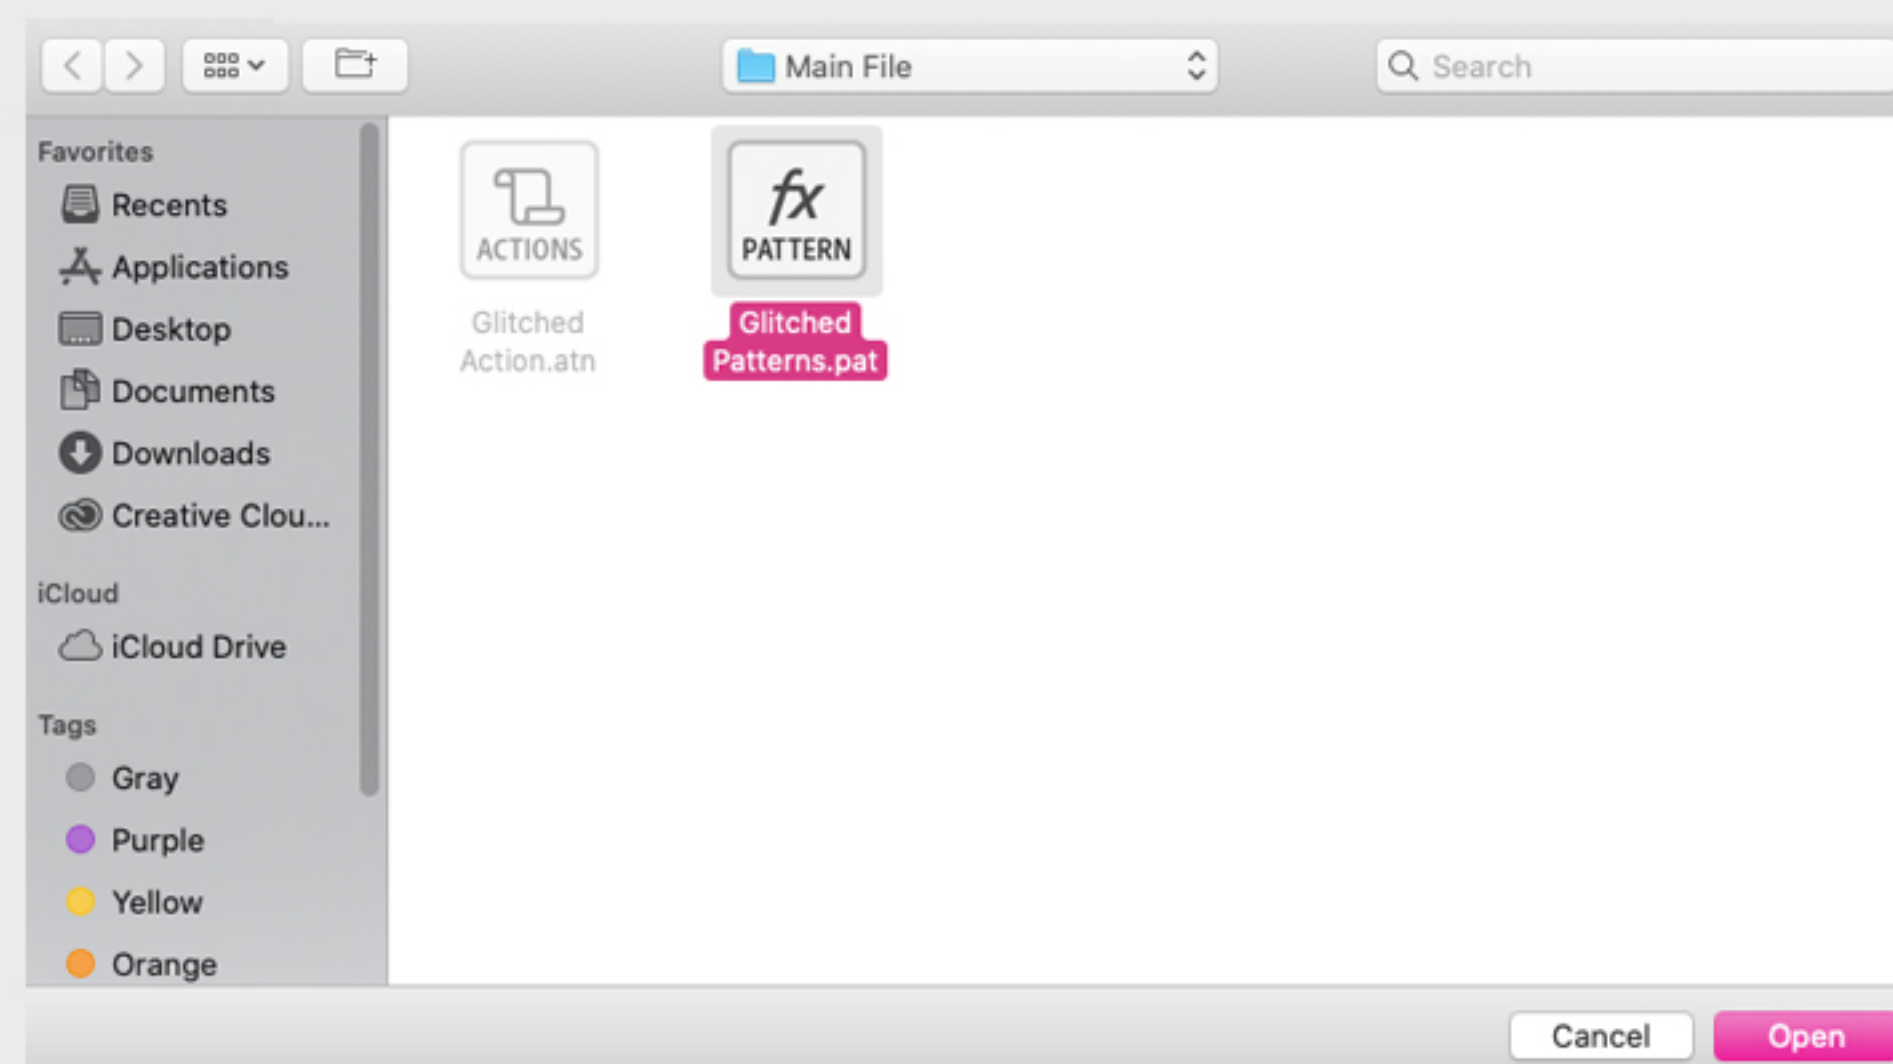 Main File
Search
Favorites
Recents
Applications
Desktop
Documents
Downloads
Creative Clou...
iCloud
iCloud Drive
Tags
Gray
Purple
Yellow
Orange
ACTIONS
Glitched
Action.atn
fx
PATTERN
Glitched
Patterns.pat
Cancel
Open